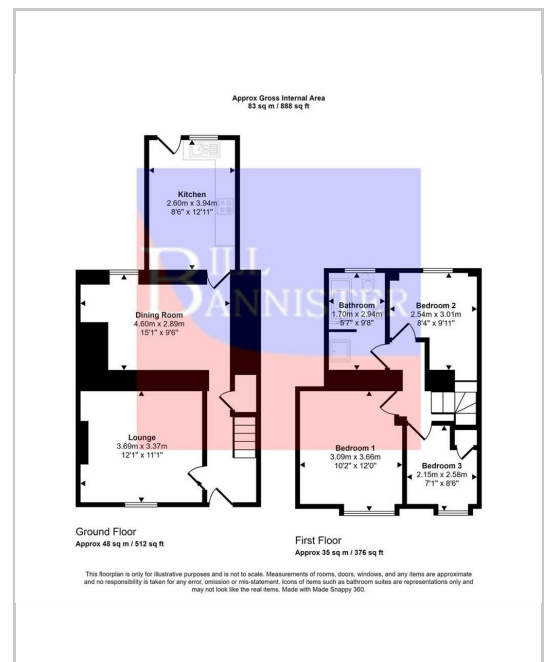 Approx Gross Internal Area
83 sq m / 888 sq ft
Kitchen
2.60m x 3.94m
8'6" x 12'11"
BILL
BANNISTER
Dining Room
4.60m x 2.89m
15'1" x 9'6"
Lounge
3.69m x 3.37m
12'1" x 11'1"
Bathroom
1.70m x 2.94m
5'7" x 9'8"
Bedroom 2
2.54m x 3.01m
8'4" x 9'11"
Bedroom 1
3.09m x 3.66m
10'2" x 12'0"
Bedroom 3
2.15m x 2.58m
7'1" x 8'6"
Ground Floor
Approx 48 sq m / 512 sq ft
First Floor
Approx 35 sq m / 376 sq ft
This floorplan is only for illustrative purposes and is not to scale. Measurements of rooms, doors, windows, and any items are approximate
and no responsibility is taken for any error, omission or mis-statement. Icons of items such as bathroom suites are representations only and
may not look like the real items. Made with Made Snappy 360.